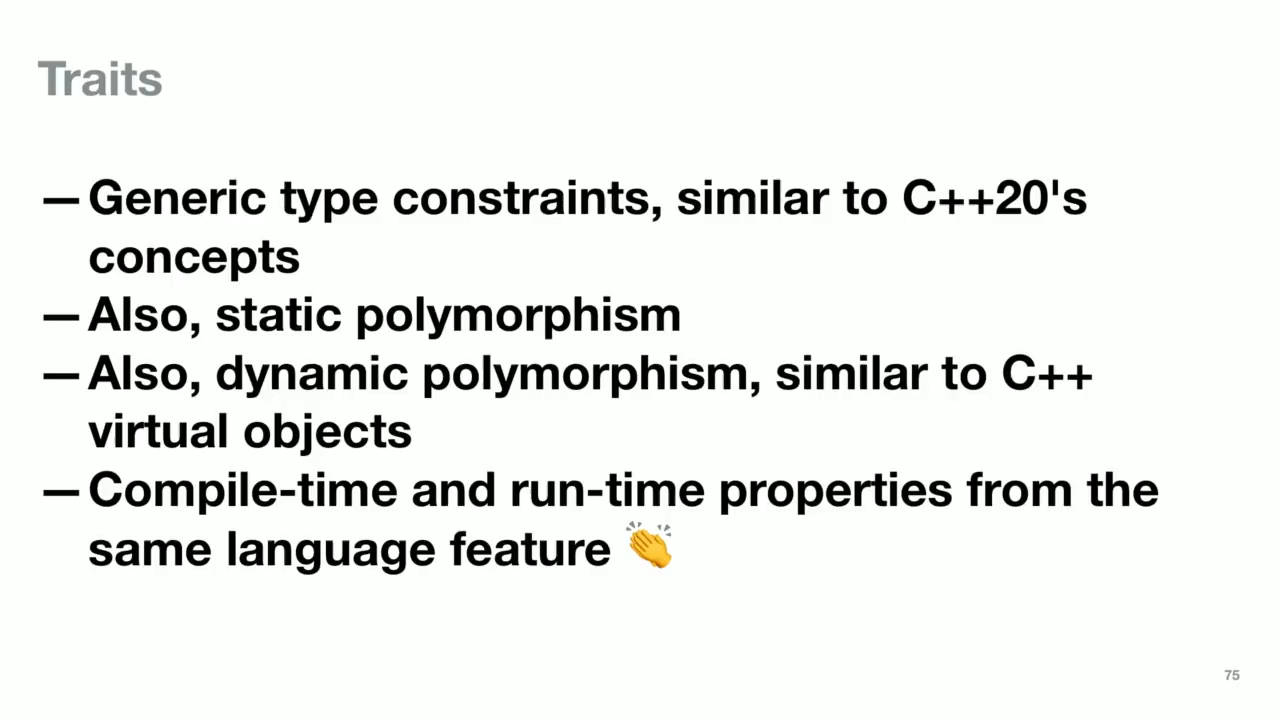 Traits
— Generic type constraints, similar to C++20's
concepts
— Also, static polymorphism
— Also, dynamic polymorphism, similar to C++
virtual objects
— Compile-time and run-time properties from the
same language feature 👏
75